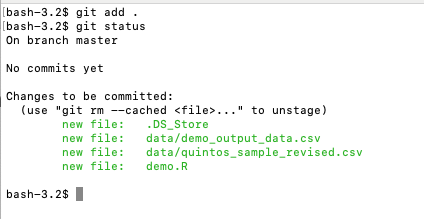 [bash-3.2$ git add .
[bash-3.2$ git status
On branch master
No commits yet
Changes to be committed:
(use "git rm --cached <file>..." to unstage)
new file: .DS_Store
new file: data/demo_output_data.csv
new file: data/quintos_sample_revised.csv
new file: demo.R
bash-3.2$